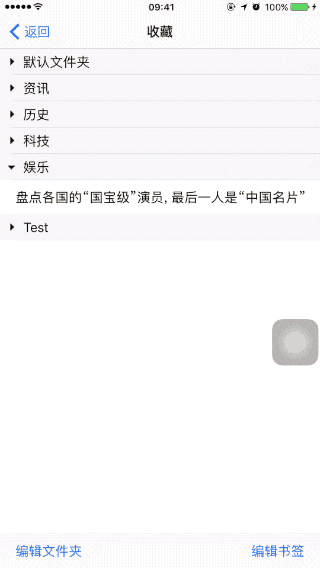 09:41
100%
返回
收藏
默认文件夹
资讯
历史
科技
娱乐
盘点各国的“国宝级”演员, 最后一人是“中国名片”
Test
编辑文件夹
编辑书签